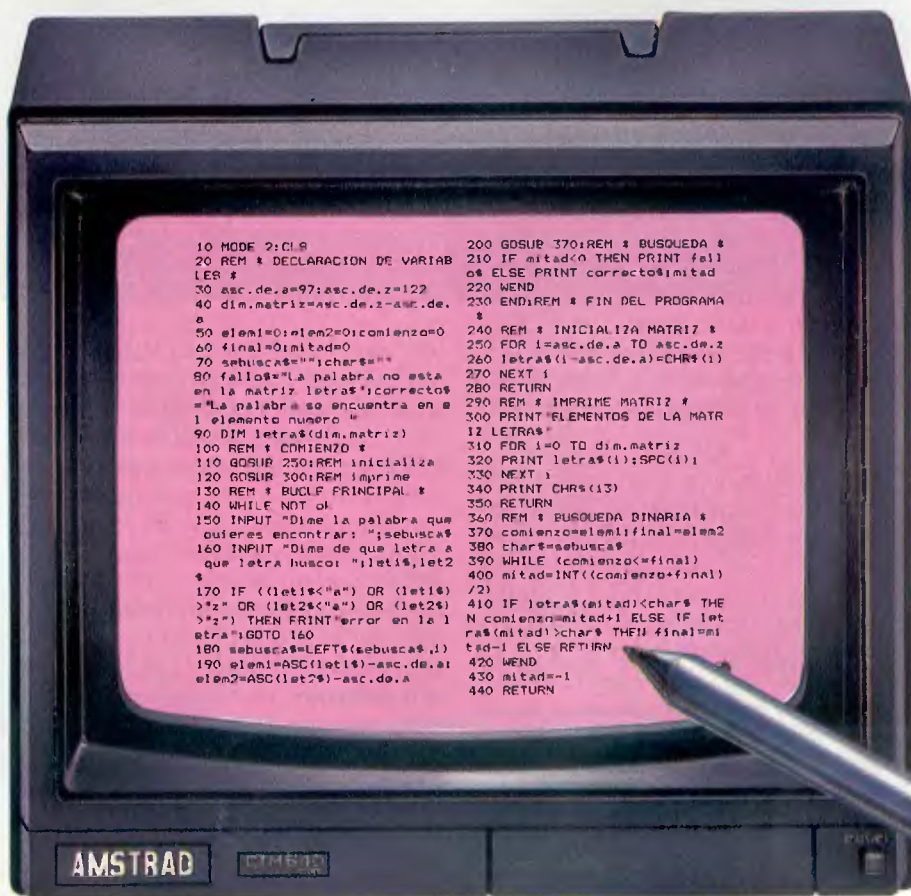 10 MODE 2:CLS
20 REM * DECLARACION DE VARIAB
LES *
30 asc.de.a=97:asc.de.z=122
40 dim.matriz=asc.de.z-asc.de.
a
50 elem1=0:elem2=0:comienzo=0
60 final=0:mitad=0
70 sebusca$="":char$=""
80 fallo$="La palabra no esta
en la matriz letra$":correcto$
="La palabra se encuentra en e
l elemento numero "
90 DIM letra$(dim.matriz)
100 REM * COMIENZO *
110 GOSUB 250:REM inicializa
120 GOSUB 300:REM imprime
130 REM * BUCLE PRINCIPAL *
140 WHILE NOT ok
150 INPUT "Dime la palabra que
quieres encontrar: ";sebusca$
160 INPUT "Dime de que letra a
que letra busco: ";let1$,let2
$
170 IF ((let1$<"a") OR (let1$)
>"z" OR (let2$<"a") OR (let2$)
>"z") THEN PRINT"error en la l
etra":GOTO 160
180 sebusca$=LEFT$(sebusca$,1)
190 elem1=ASC(let1$)-asc.de.a:
elem2=ASC(let2$)-asc.de.a
200 GOSUB 370:REM * BUSQUEDA *
210 IF mitad<0 THEN PRINT fall
o$ ELSE PRINT correcto$;mitad
220 WEND
230 END:REM * FIN DEL PROGRAMA
*
240 REM * INICIALIZA MATRIZ *
250 FOR i=asc.de.a TO asc.de.z
260 letra$(i-asc.de.a)=CHR$(i)
270 NEXT i
280 RETURN
290 REM * IMPRIME MATRIZ *
300 PRINT"ELEMENTOS DE LA MATR
IZ LETRA$"
310 FOR i=0 TO dim.matriz
320 PRINT letra$(i);SPC(1);
330 NEXT i
340 PRINT CHR$(13)
350 RETURN
360 REM * BUSQUEDA BINARIA *
370 comienzo=elem1:final=elem2
380 char$=sebusca$
390 WHILE (comienzo<=final)
400 mitad=INT((comienzo+final)
/2)
410 IF letra$(mitad)<char$ THE
N comienzo=mitad+1 ELSE IF let
ra$(mitad)>char$ THEN final=mi
tad-1 ELSE RETURN
420 WEND
430 mitad=-1
440 RETURN
AMSTRAD